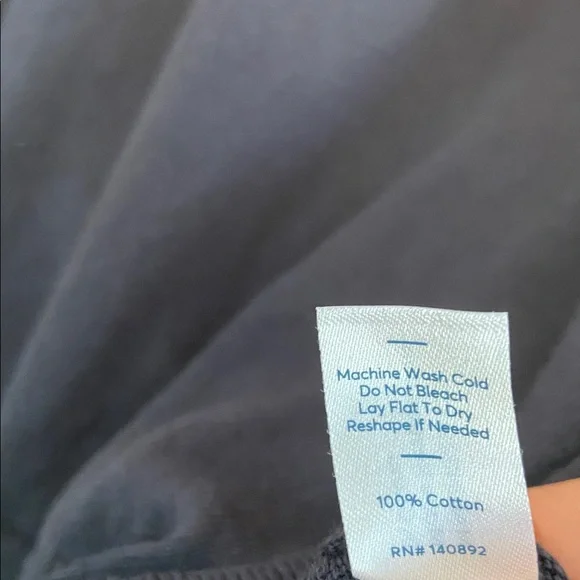 Machine Wash Cold
Do Not Bleach
Lay Flat To Dry
Reshape If Needed
100% Cotton
RN# 140892